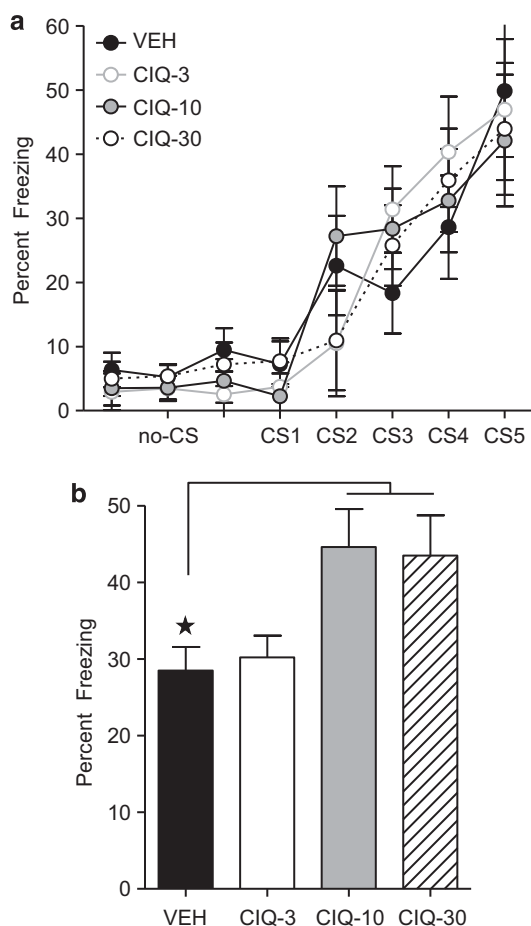 a
60
50
40
30
20
10
0
Percent Freezing
VEH
CIQ-3
CIQ-10
CIQ-30
no-CS CS1 CS2 CS3 CS4 CS5
b
50
40
30
20
10
0
Percent Freezing
VEH CIQ-3 CIQ-10 CIQ-30